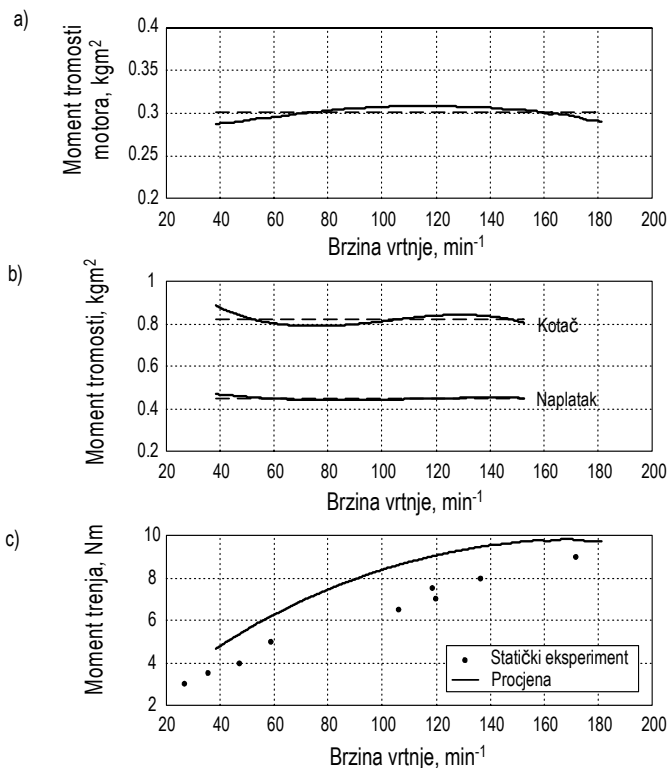 a)
Moment tromosti
motora, kgm²
0.4
0.35
0.3
0.25
0.2
20 40 60 80 100 120 140 160 180 200
Brzina vrtnje, min⁻¹
b)
Moment tromosti, kgm²
1
0.8
0.6
0.4
0.2
Kotač
Naplatak
20 40 60 80 100 120 140 160 180 200
Brzina vrtnje, min⁻¹
c)
Moment trenja, Nm
10
8
6
4
2
Statički eksperiment
Procjena
20 40 60 80 100 120 140 160 180 200
Brzina vrtnje, min⁻¹